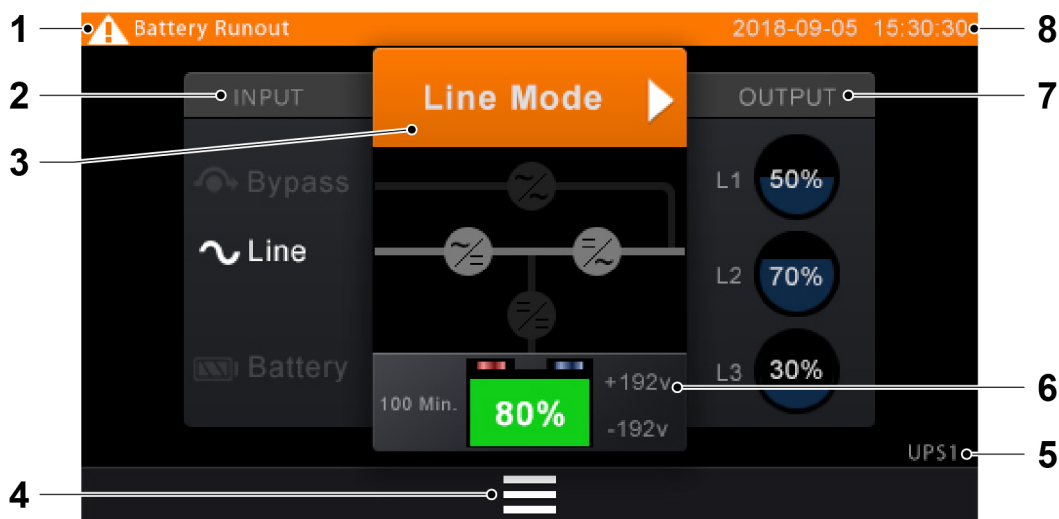 1
Battery Runout
2018-09-05 15:30:30
8
2
INPUT
Line Mode
OUTPUT
7
3
Bypass
L1 50%
Line
L2 70%
Battery
L3 30%
100 Min.
80%
+192v
-192v
6
UPS1
5
4